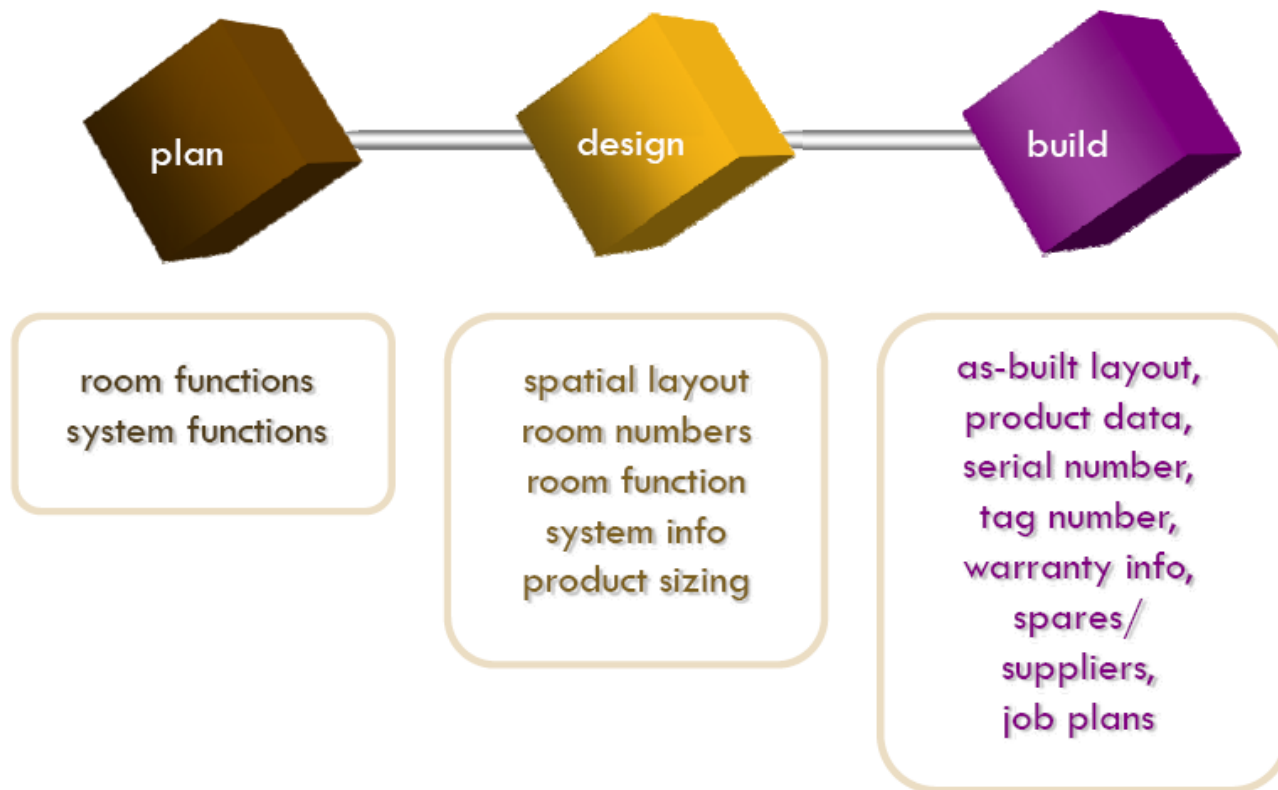 plan
design
build
room functions
system functions
spatial layout
room numbers
room function
system info
product sizing
as-built layout,
product data,
serial number,
tag number,
warranty info,
spares/
suppliers,
job plans